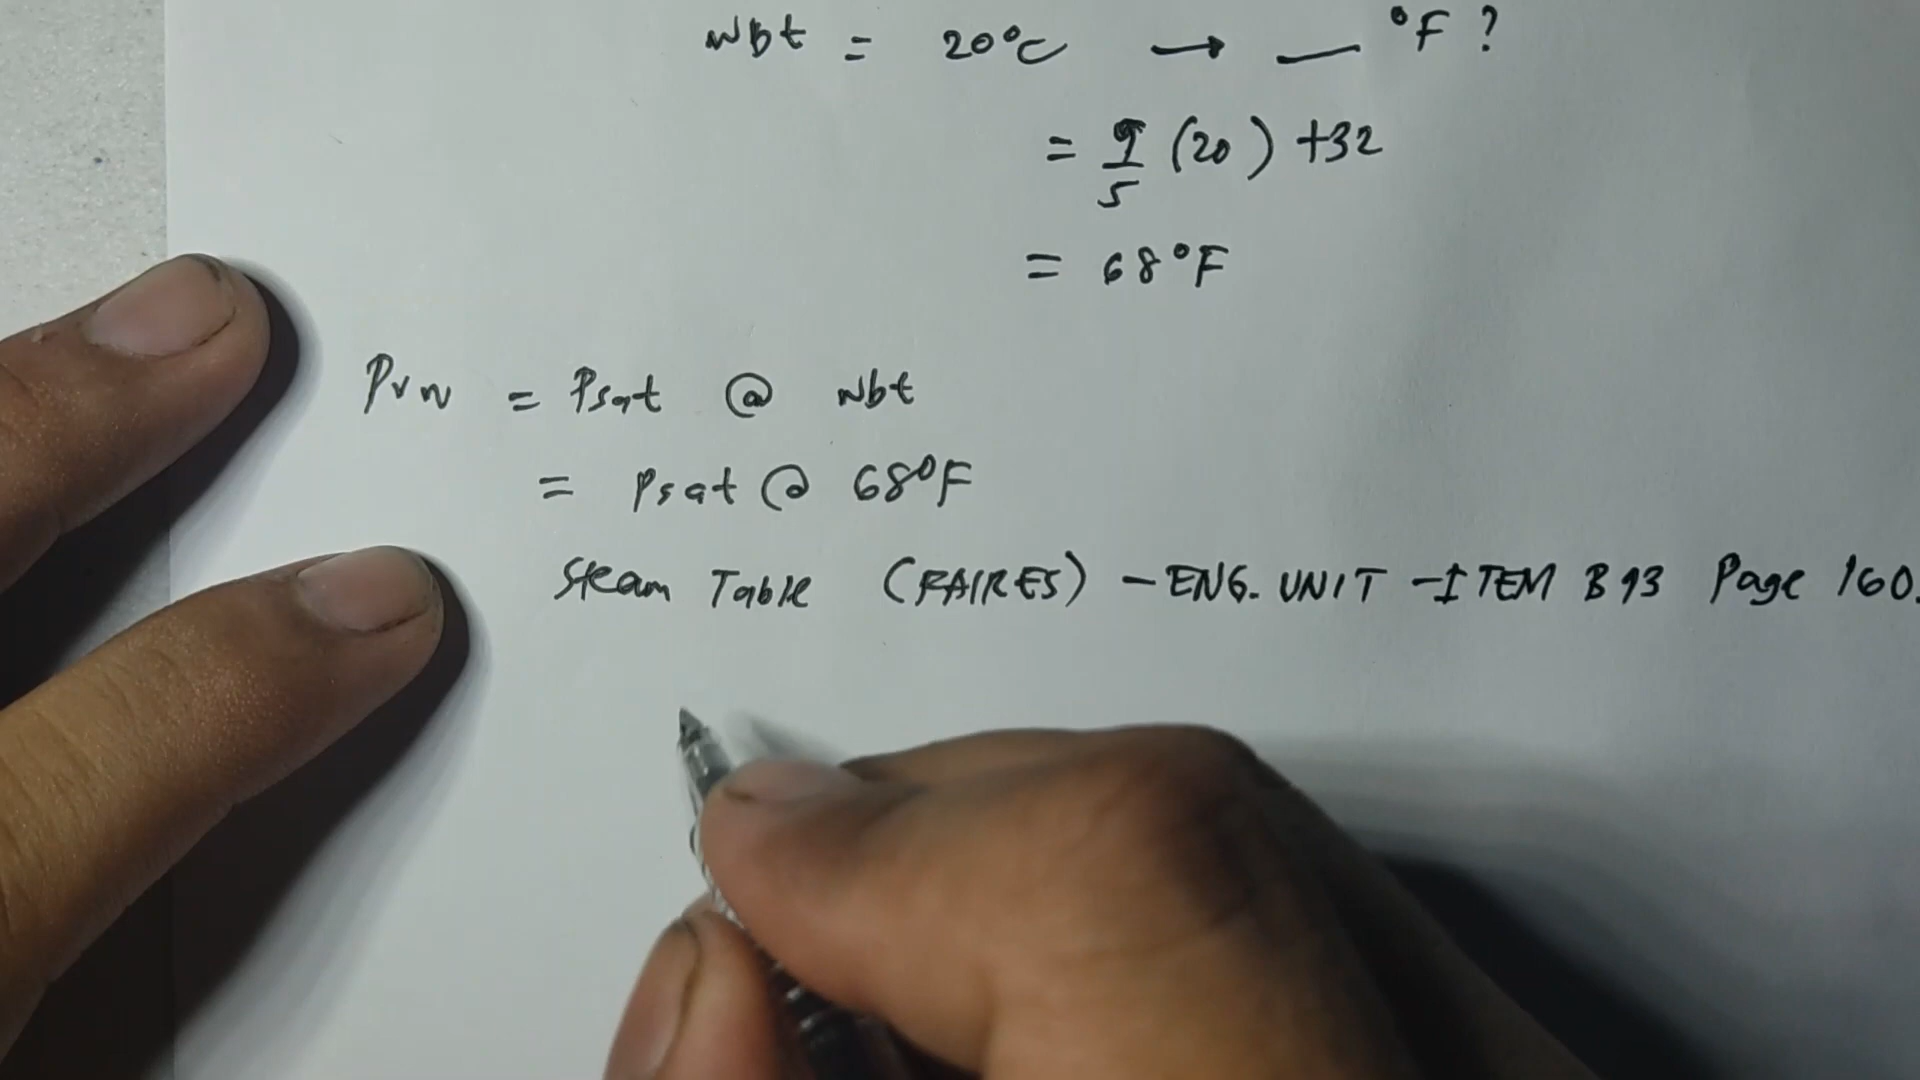 wbt = 20°C → __ °F ?
= 9/5 (20) +32
= 68°F
Pvw = Psat @ wbt
= Psat @ 68°F
Steam Table (FAIRES) - ENG. UNIT - ITEM B13 Page 160.